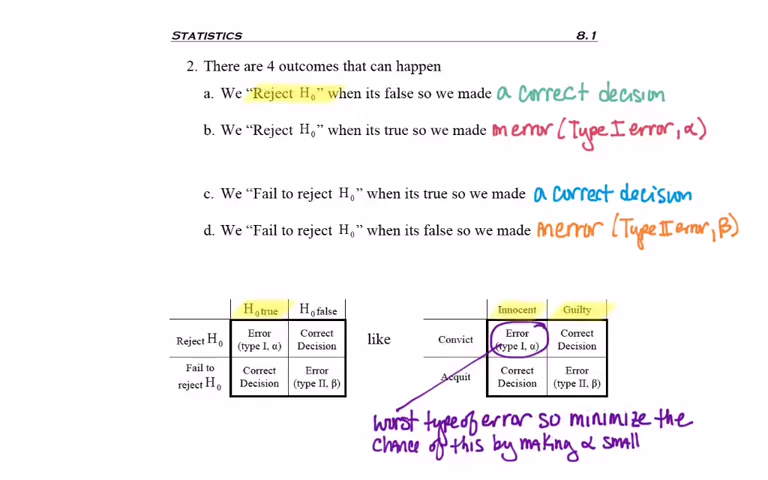 STATISTICS 8.1
2. There are 4 outcomes that can happen
a. We “Reject H₀” when its false so we made a correct decision
b. We “Reject H₀” when its true so we made an error (Type I error, α)
c. We “Fail to reject H₀” when its true so we made a correct decision
d. We “Fail to reject H₀” when its false so we made an error (Type II error, β)
H₀ true H₀ false
Reject H₀ Error (type I, α) Correct Decision
Fail to reject H₀ Correct Decision Error (type II, β)
like
Innocent Guilty
Convict Error (type I, α) Correct Decision
Acquit Correct Decision Error (type II, β)
worst type of error so minimize the
chance of this by making α small